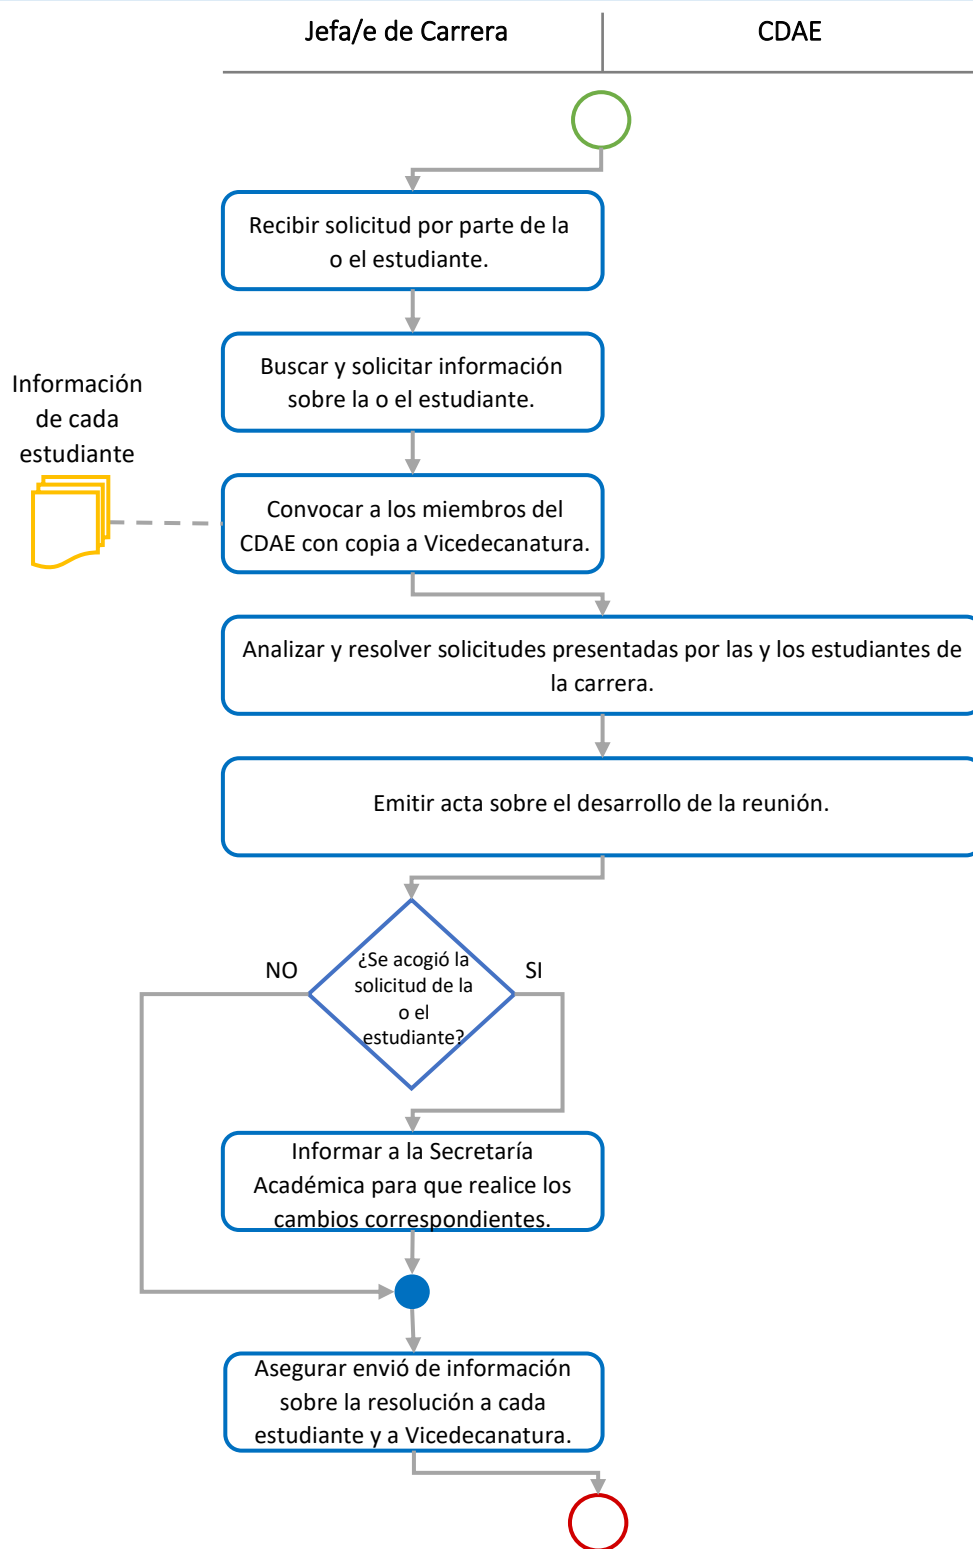 Jefa/e de Carrera
CDAE
Recibir solicitud por parte de la
o el estudiante.
Buscar y solicitar información
sobre la o el estudiante.
Información
de cada
estudiante
Convocar a los miembros del
CDAE con copia a Vicedecanatura.
Analizar y resolver solicitudes presentadas por las y los estudiantes de
la carrera.
Emitir acta sobre el desarrollo de la reunión.
NO
¿Se acogió la
solicitud de la
o el
estudiante?
SI
Informar a la Secretaría
Académica para que realice los
cambios correspondientes.
Asegurar envió de información
sobre la resolución a cada
estudiante y a Vicedecanatura.